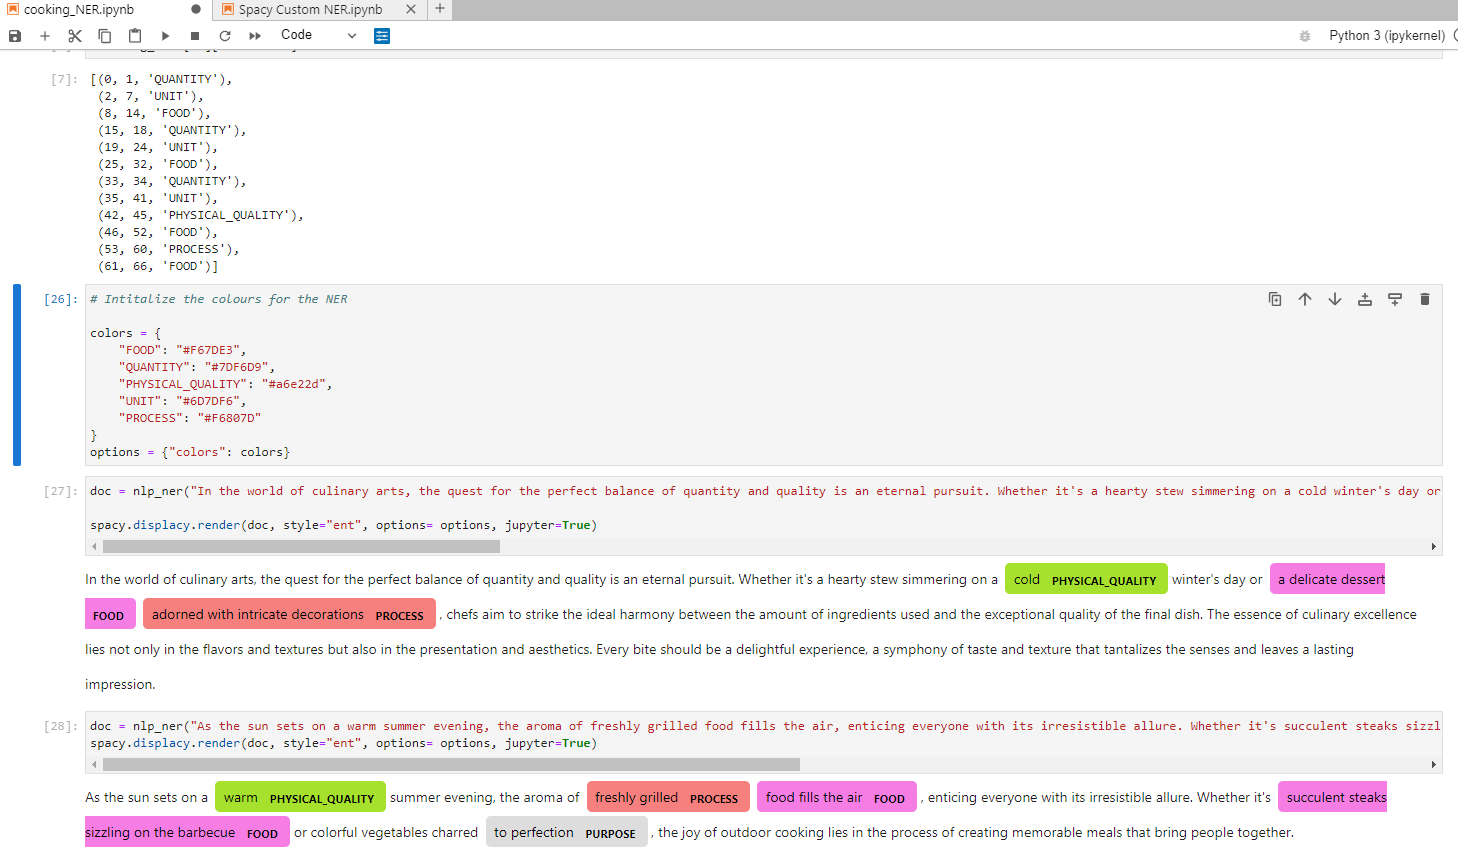 cooking_NER.ipynb
Spacy Custom NER.ipynb
Code
Python 3 (ipykernel)
[7]: [(0, 1, 'QUANTITY'),
(2, 7, 'UNIT'),
(8, 14, 'FOOD'),
(15, 18, 'QUANTITY'),
(19, 24, 'UNIT'),
(25, 32, 'FOOD'),
(33, 34, 'QUANTITY'),
(35, 41, 'UNIT'),
(42, 45, 'PHYSICAL_QUALITY'),
(46, 52, 'FOOD'),
(53, 60, 'PROCESS'),
(61, 66, 'FOOD')]
[26]: # Intitalize the colours for the NER
colors = {
"FOOD": "#F67DE3",
"QUANTITY": "#7DF6D9",
"PHYSICAL_QUALITY": "#a6e22d",
"UNIT": "#6D7DF6",
"PROCESS": "#F6807D"
}
options = {"colors": colors}
[27]: doc = nlp_ner("In the world of culinary arts, the quest for the perfect balance of quantity and quality is an eternal pursuit. Whether it's a hearty stew simmering on a cold winter's day or
spacy.displacy.render(doc, style="ent", options= options, jupyter=True)
In the world of culinary arts, the quest for the perfect balance of quantity and quality is an eternal pursuit. Whether it's a hearty stew simmering on a cold PHYSICAL_QUALITY winter's day or a delicate dessert
FOOD adorned with intricate decorations PROCESS , chefs aim to strike the ideal harmony between the amount of ingredients used and the exceptional quality of the final dish. The essence of culinary excellence
lies not only in the flavors and textures but also in the presentation and aesthetics. Every bite should be a delightful experience, a symphony of taste and texture that tantalizes the senses and leaves a lasting
impression.
[28]: doc = nlp_ner("As the sun sets on a warm summer evening, the aroma of freshly grilled food fills the air, enticing everyone with its irresistible allure. Whether it's succulent steaks sizzl
spacy.displacy.render(doc, style="ent", options= options, jupyter=True)
As the sun sets on a warm PHYSICAL_QUALITY summer evening, the aroma of freshly grilled PROCESS food fills the air FOOD , enticing everyone with its irresistible allure. Whether it's succulent steaks
sizzling on the barbecue FOOD or colorful vegetables charred to perfection PURPOSE , the joy of outdoor cooking lies in the process of creating memorable meals that bring people together.